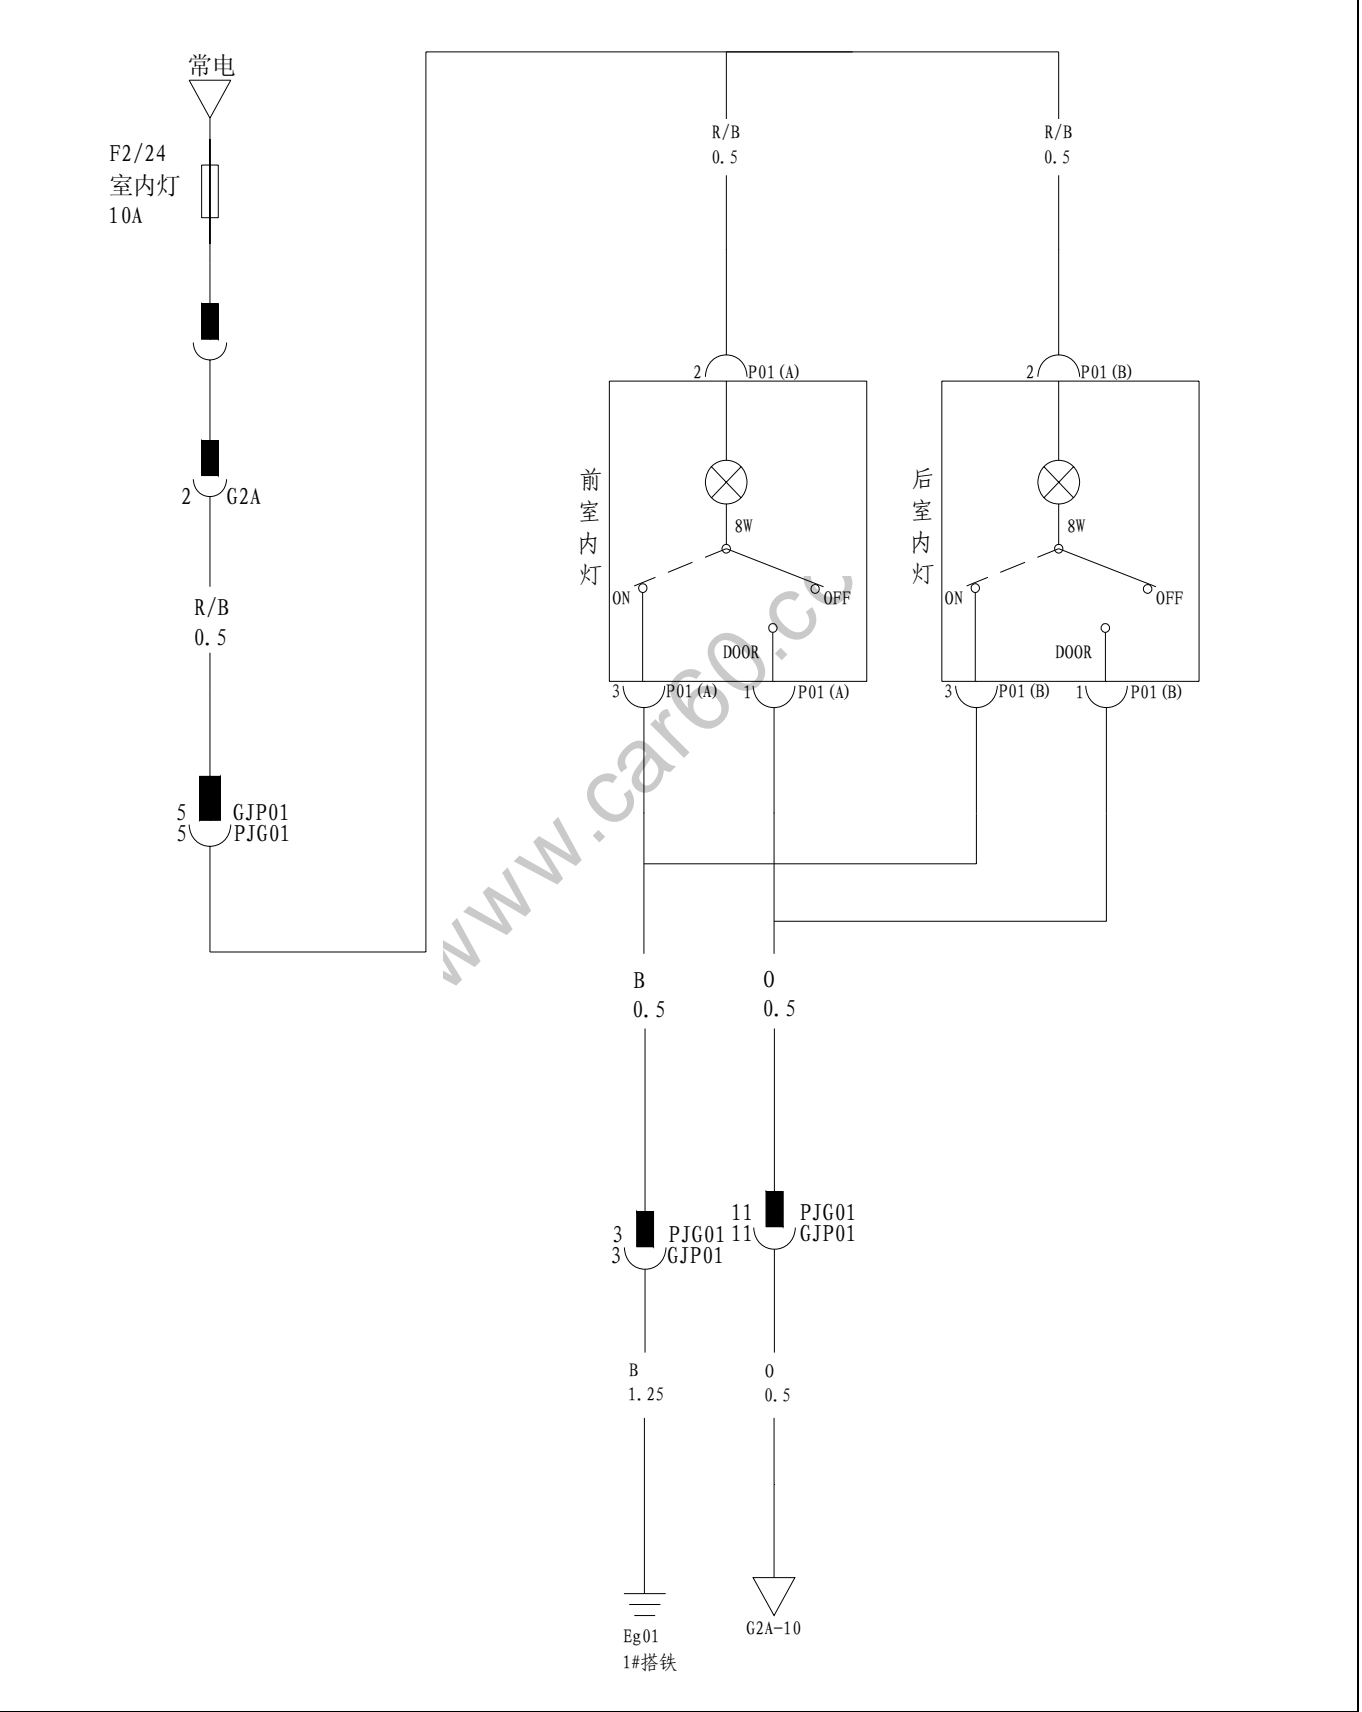 常电
F2/24
室内灯
10A
2 G2A
R/B
0.5
5 GJP01
5 PJG01
R/B
0.5
R/B
0.5
2 P01(A)
2 P01(B)
前室内灯
8W
ON
OFF
DOOR
3 P01(A)
1 P01(A)
后室内灯
8W
ON
OFF
DOOR
3 P01(B)
1 P01(B)
www.car60.co
B
0.5
O
0.5
3 PJG01
3 GJP01
11 PJG01
11 GJP01
B
1.25
O
0.5
Eg01
1#搭铁
G2A-10